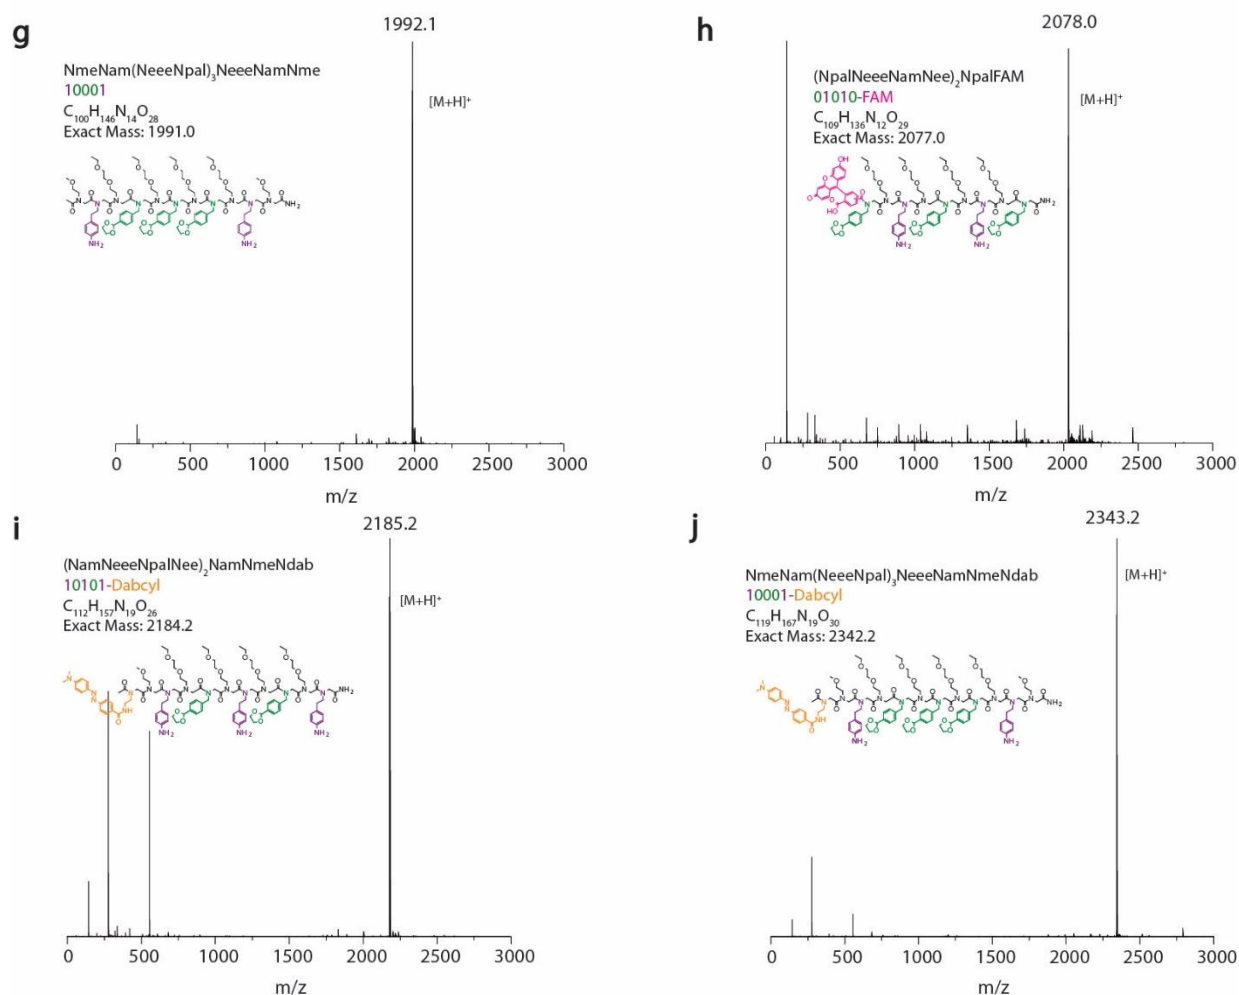 g
1992.1
NmeNam(NeeeNpal)₃NeeeNamNme
10001
C₁₀₀H₁₄₆N₁₄O₂₈
Exact Mass: 1991.0
[M+H]⁺
0 500 1000 1500 2000 2500 3000
m/z
h
2078.0
(NpalNeeeNamNee)₂NpalFAM
01010-FAM
C₁₀₉H₁₃₆N₁₂O₂₉
Exact Mass: 2077.0
[M+H]⁺
0 500 1000 1500 2000 2500 3000
m/z
i
2185.2
(NamNeeeNpalNee)₂NamNmeNdab
10101-Dabcyl
C₁₁₂H₁₅₇N₁₉O₂₆
Exact Mass: 2184.2
[M+H]⁺
0 500 1000 1500 2000 2500 3000
m/z
j
2343.2
NmeNam(NeeeNpal)₃NeeeNamNmeNdab
10001-Dabcyl
C₁₁₉H₁₆₇N₁₉O₃₀
Exact Mass: 2342.2
[M+H]⁺
0 500 1000 1500 2000 2500 3000
m/z